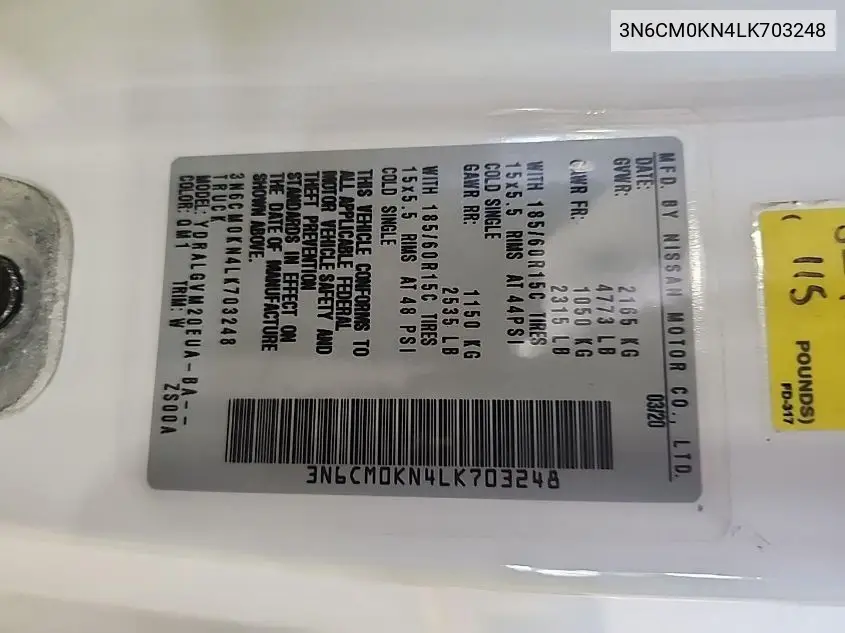 3N6CM0KN4LK703248
MFD. BY NISSAN MOTOR CO., LTD.
DATE: 03/20
GVWR: 2165 KG
4773 LB
GAWR FR: 1050 KG
2315 LB
WITH 185/60R15C TIRES
15x5.5 RIMS AT 44PSI
COLD SINGLE
GAWR RR: 1150 KG
2535 LB
WITH 185/60R15C TIRES
15x5.5 RIMS AT 48 PSI
COLD SINGLE
THIS VEHICLE CONFORMS TO
ALL APPLICABLE FEDERAL
MOTOR VEHICLE SAFETY AND
THEFT PREVENTION
STANDARDS IN EFFECT ON
THE DATE OF MANUFACTURE
SHOWN ABOVE.
3N6CM0KN4LK703248
TRUCK
MODEL: YDRALGVM20EUA-BA--
COLOR: QM1 TRIM: W ZS00A
3N6CM0KN4LK703248
( 115 POUNDS)
FD-317